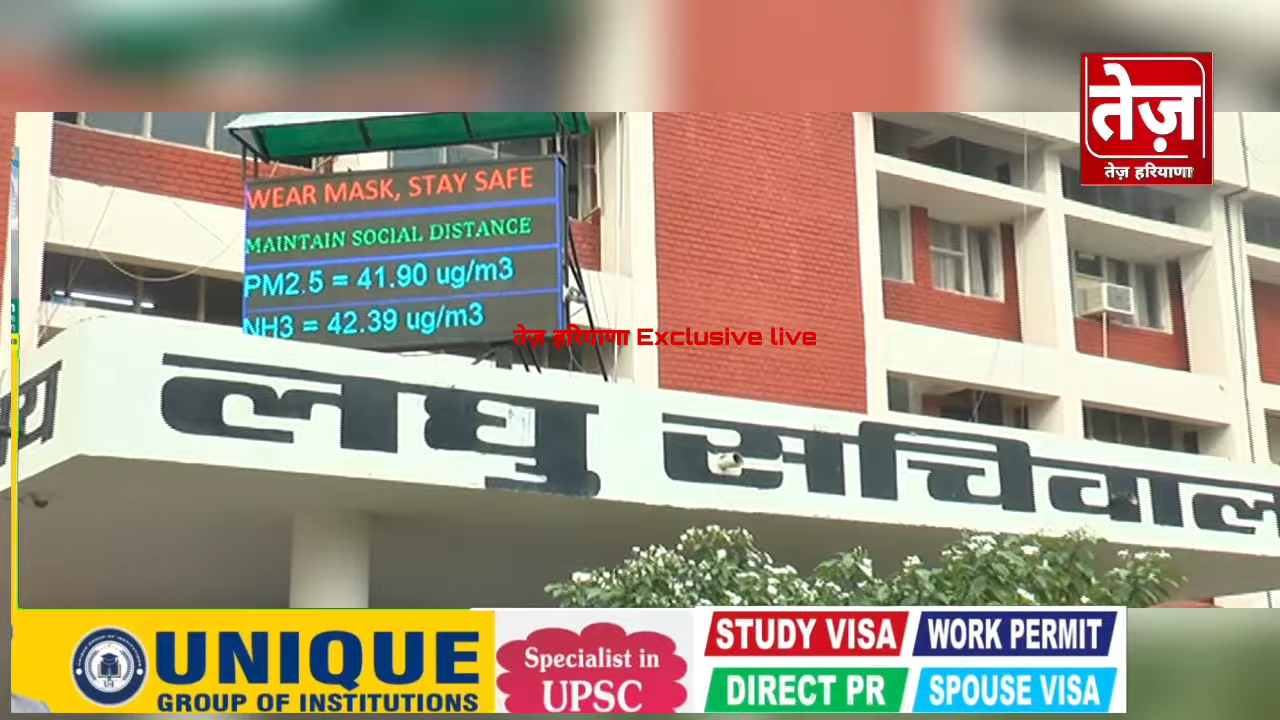 तेज़
तेज़ हरियाणा
WEAR MASK, STAY SAFE
MAINTAIN SOCIAL DISTANCE
PM2.5 = 41.90 ug/m3
NH3 = 42.39 ug/m3
तेज़ हरियाणा Exclusive live
लघु सचिवाल
UNIQUE
GROUP OF INSTITUTIONS
Specialist in
UPSC
STUDY VISA
WORK PERMIT
DIRECT PR
SPOUSE VISA